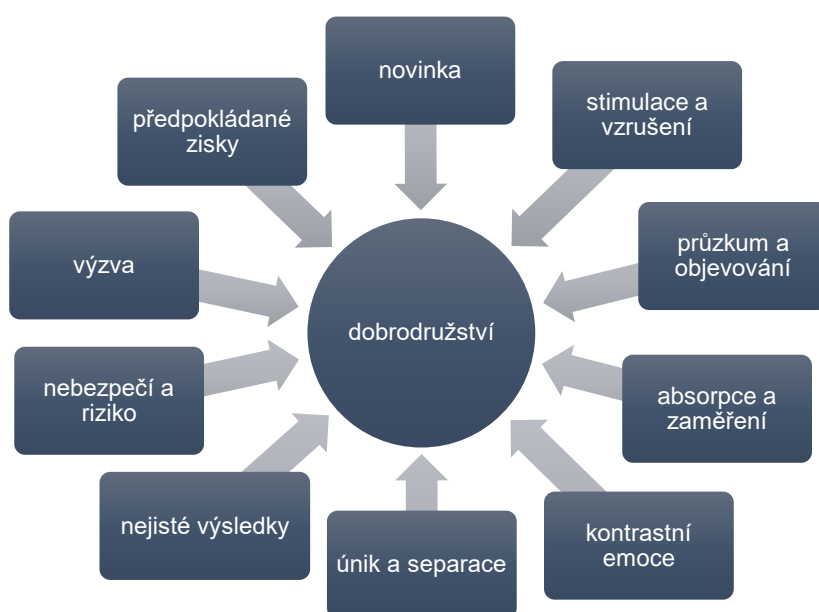 novinka
stimulace a
vzrušení
průzkum a
objevování
absorpce a
zaměření
kontrastní
emoce
únik a separace
nejisté výsledky
nebezpečí a
riziko
výzva
předpokládané
zisky
dobrodružství